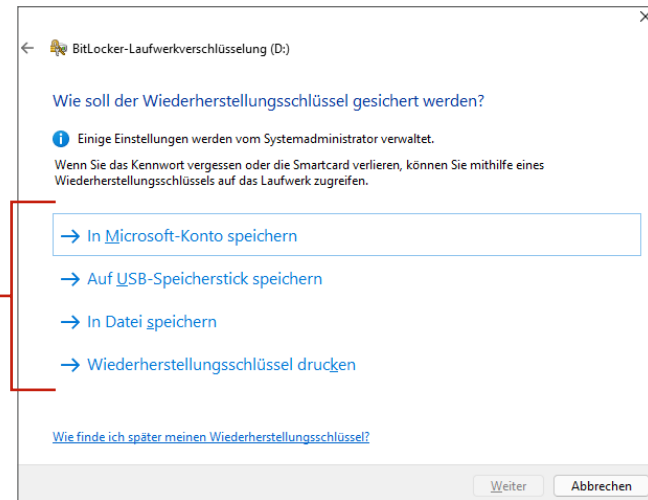 BitLocker-Laufwerkverschlüsselung (D:)
Wie soll der Wiederherstellungsschlüssel gesichert werden?
Einige Einstellungen werden vom Systemadministrator verwaltet.
Wenn Sie das Kennwort vergessen oder die Smartcard verlieren, können Sie mithilfe eines
Wiederherstellungsschlüssels auf das Laufwerk zugreifen.
In Microsoft-Konto speichern
Auf USB-Speicherstick speichern
In Datei speichern
Wiederherstellungsschlüssel drucken
Wie finde ich später meinen Wiederherstellungsschlüssel?
Weiter Abbrechen